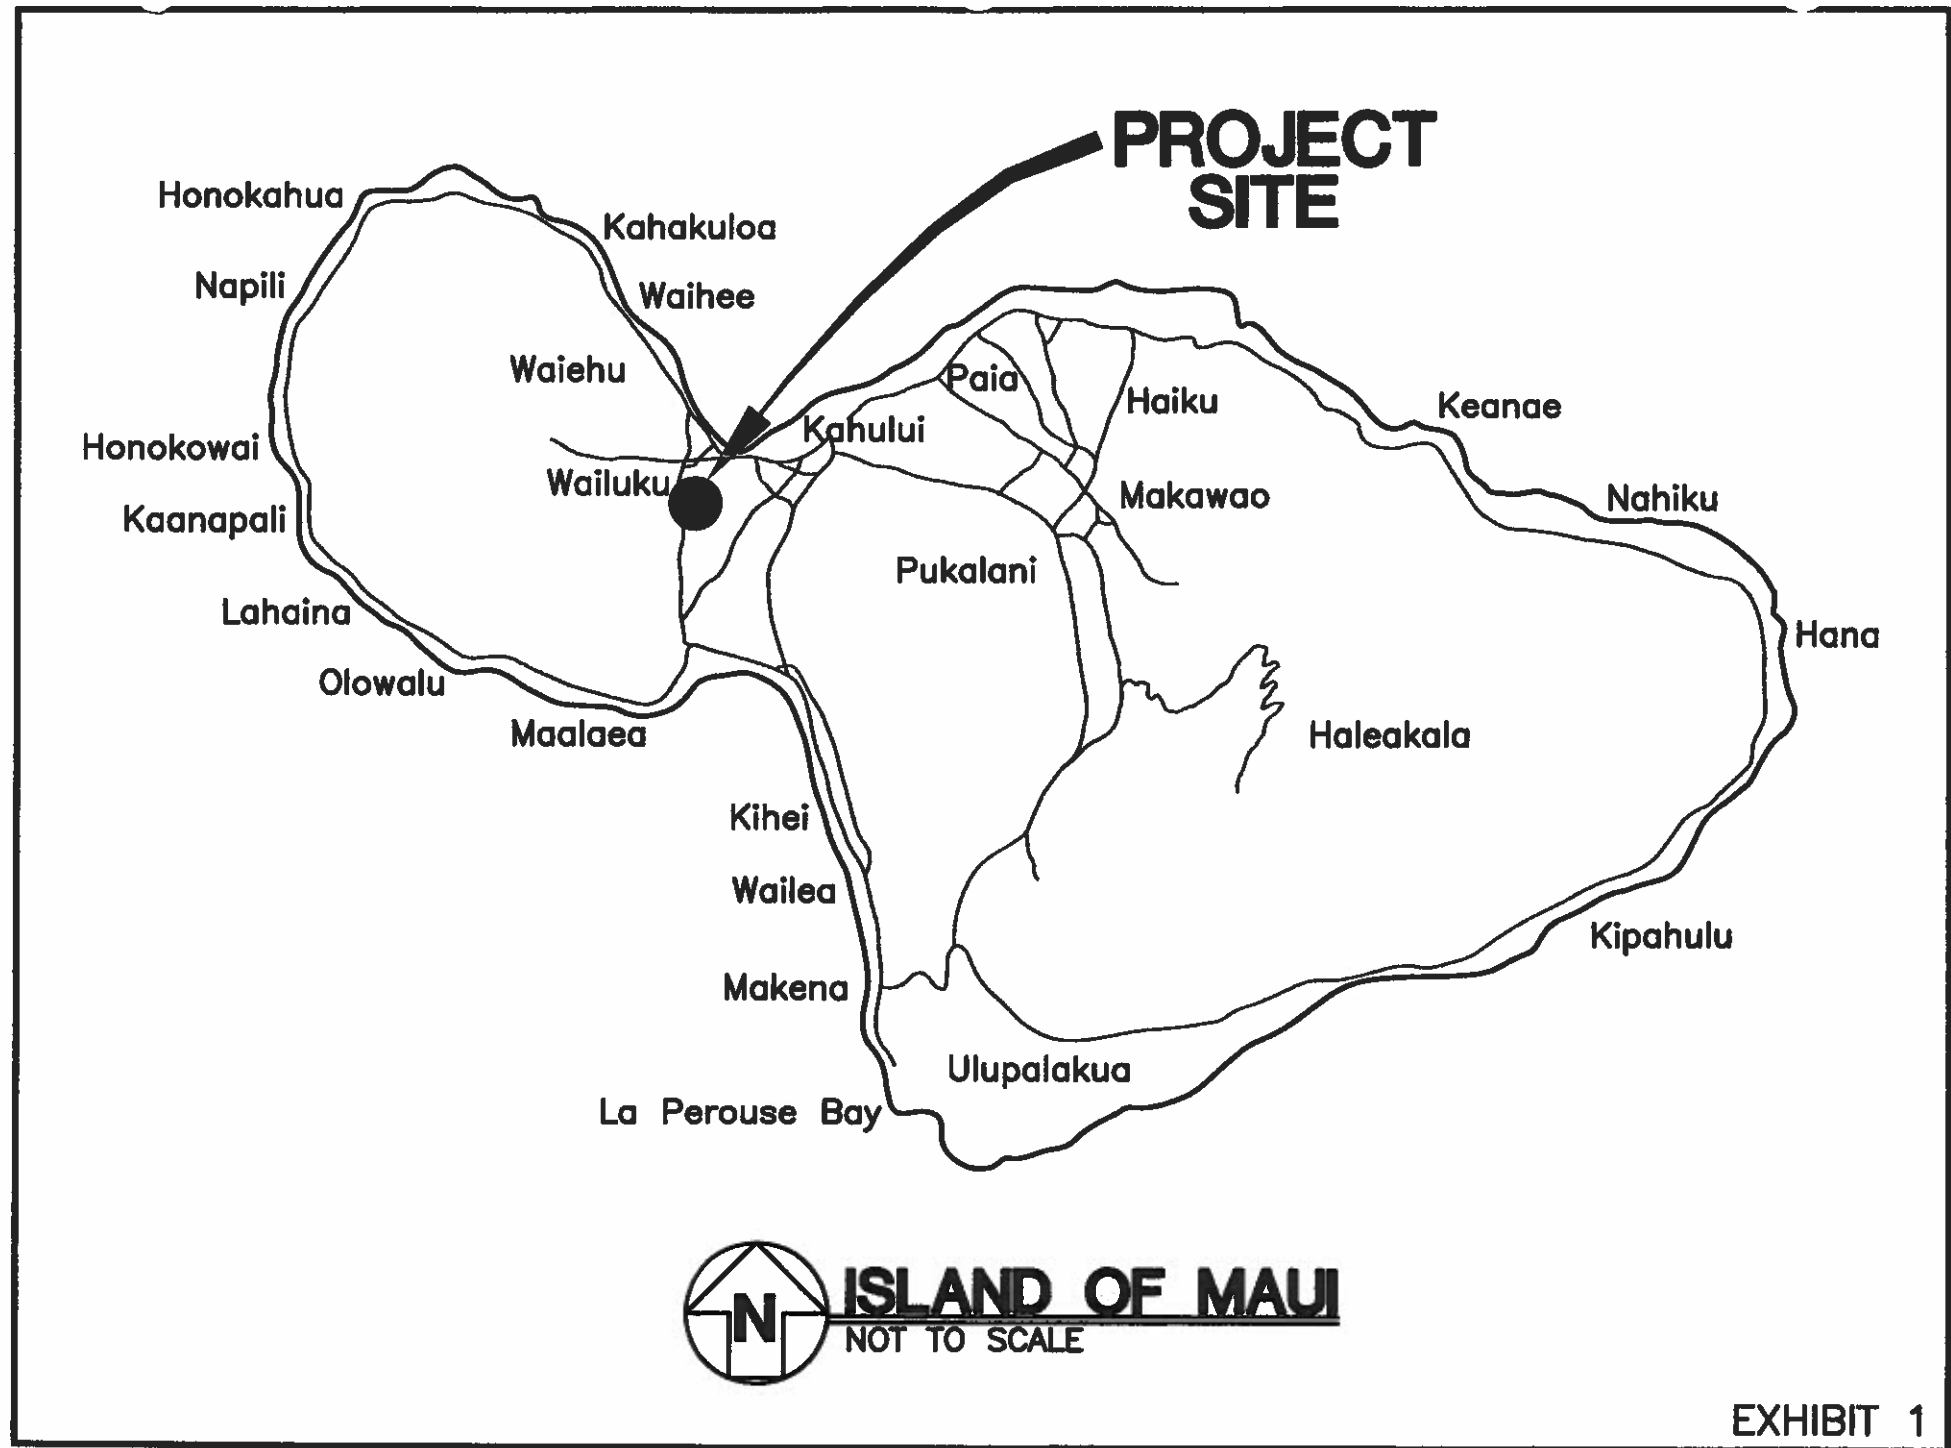 PROJECT
SITE
Honokahua
Kahakuloa
Napili
Waihee
Waiehu
Paia
Haiku
Keanae
Kahului
Honokowai
Wailuku
Makawao
Nahiku
Kaanapali
Pukalani
Lahaina
Hana
Olowalu
Maalaea
Haleakala
Kihei
Wailea
Kipahulu
Makena
Ulupalakua
La Perouse Bay
N
ISLAND OF MAUI
NOT TO SCALE
EXHIBIT 1